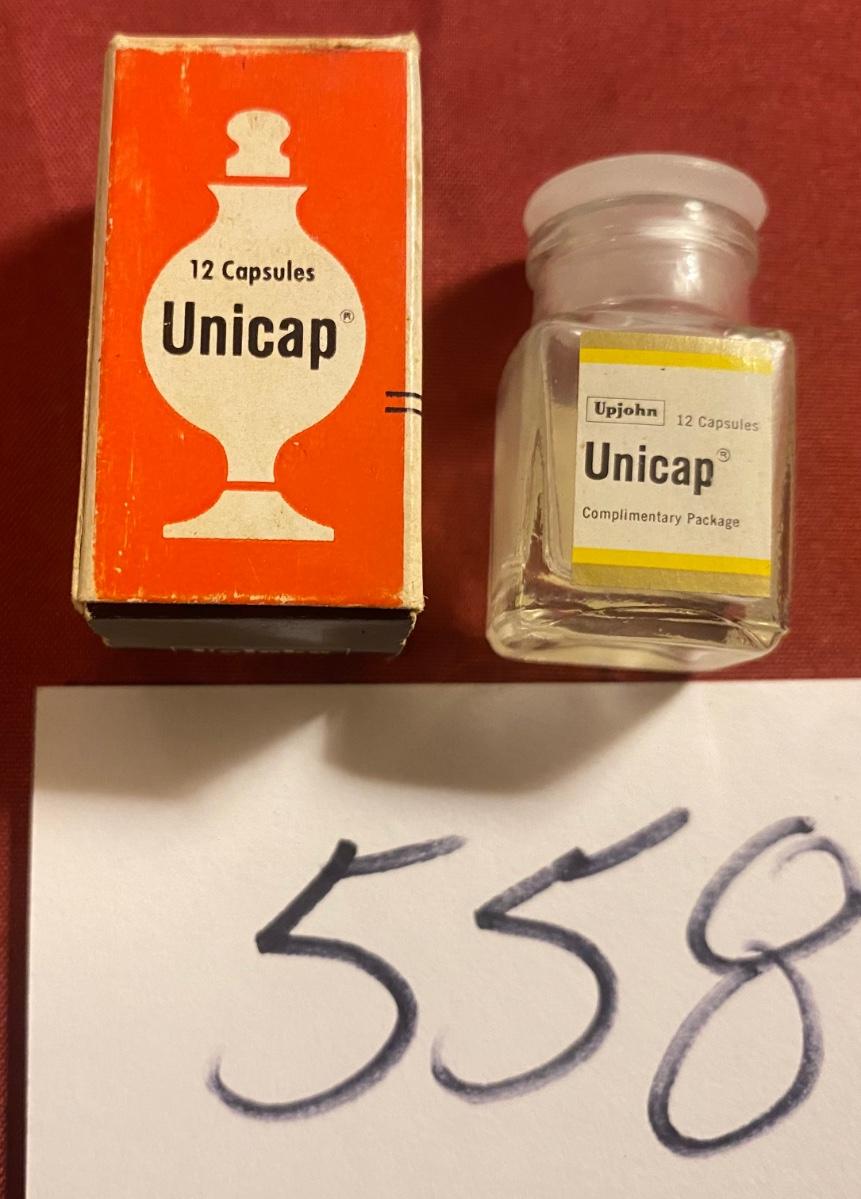 12 Capsules
Unicap®
Upjohn 12 Capsules
Unicap®
Complimentary Package
558